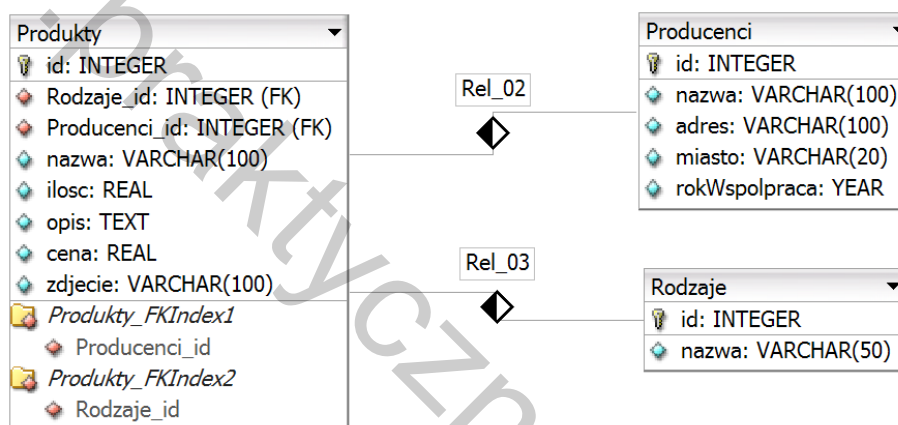 Produkty
id: INTEGER
Rodzaje_id: INTEGER (FK)
Producenci_id: INTEGER (FK)
nazwa: VARCHAR(100)
ilosc: REAL
opis: TEXT
cena: REAL
zdjecie: VARCHAR(100)
Produkty_FKIndex1
Producenci_id
Produkty_FKIndex2
Rodzaje_id
Rel_02
Rel_03
Producenci
id: INTEGER
nazwa: VARCHAR(100)
adres: VARCHAR(100)
miasto: VARCHAR(20)
rokWspolpraca: YEAR
Rodzaje
id: INTEGER
nazwa: VARCHAR(50)